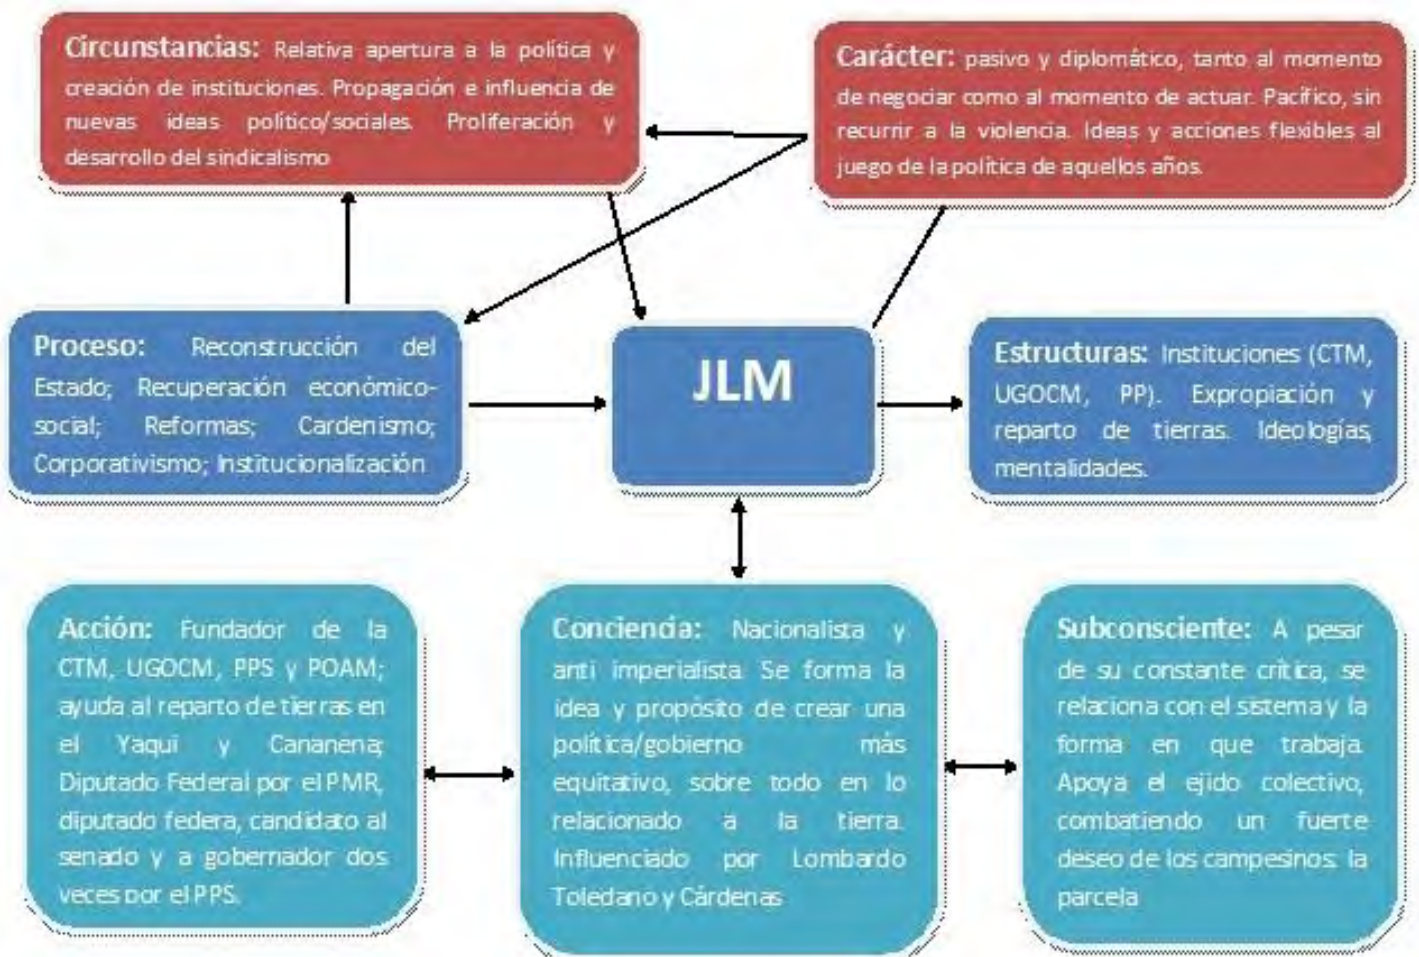 Circunstancias: Relativa apertura a la política y
creación de instituciones. Propagación e influencia de
nuevas ideas político/sociales. Proliferación y
desarrollo del sindicalismo
Carácter: pasivo y diplomático, tanto al momento
de negociar como al momento de actuar. Pacífico, sin
recurrir a la violencia. Ideas y acciones flexibles al
juego de la política de aquellos años.
Proceso: Reconstrucción del
Estado; Recuperación económico-
social; Reformas; Cardenismo;
Corporativismo; Institucionalización
JLM
Estructuras: Instituciones (CTM,
UGOCM, PP). Expropiación y
reparto de tierras. Ideologías,
mentalidades.
Acción: Fundador de la
CTM, UGOCM, PPS y POAM;
ayuda al reparto de tierras en
el Yaqui y Cananena;
Diputado Federal por el PMR,
diputado federa, candidato al
senado y a gobernador dos
veces por el PPS.
Conciencia: Nacionalista y
anti imperialista. Se forma la
idea y propósito de crear una
política/gobierno más
equitativo, sobre todo en lo
relacionado a la tierra.
Influenciado por Lombardo
Toledano y Cárdenas
Subconsciente: A pesar
de su constante crítica, se
relaciona con el sistema y la
forma en que trabaja.
Apoya el ejido colectivo,
combatiendo un fuerte
deseo de los campesinos: la
parcela